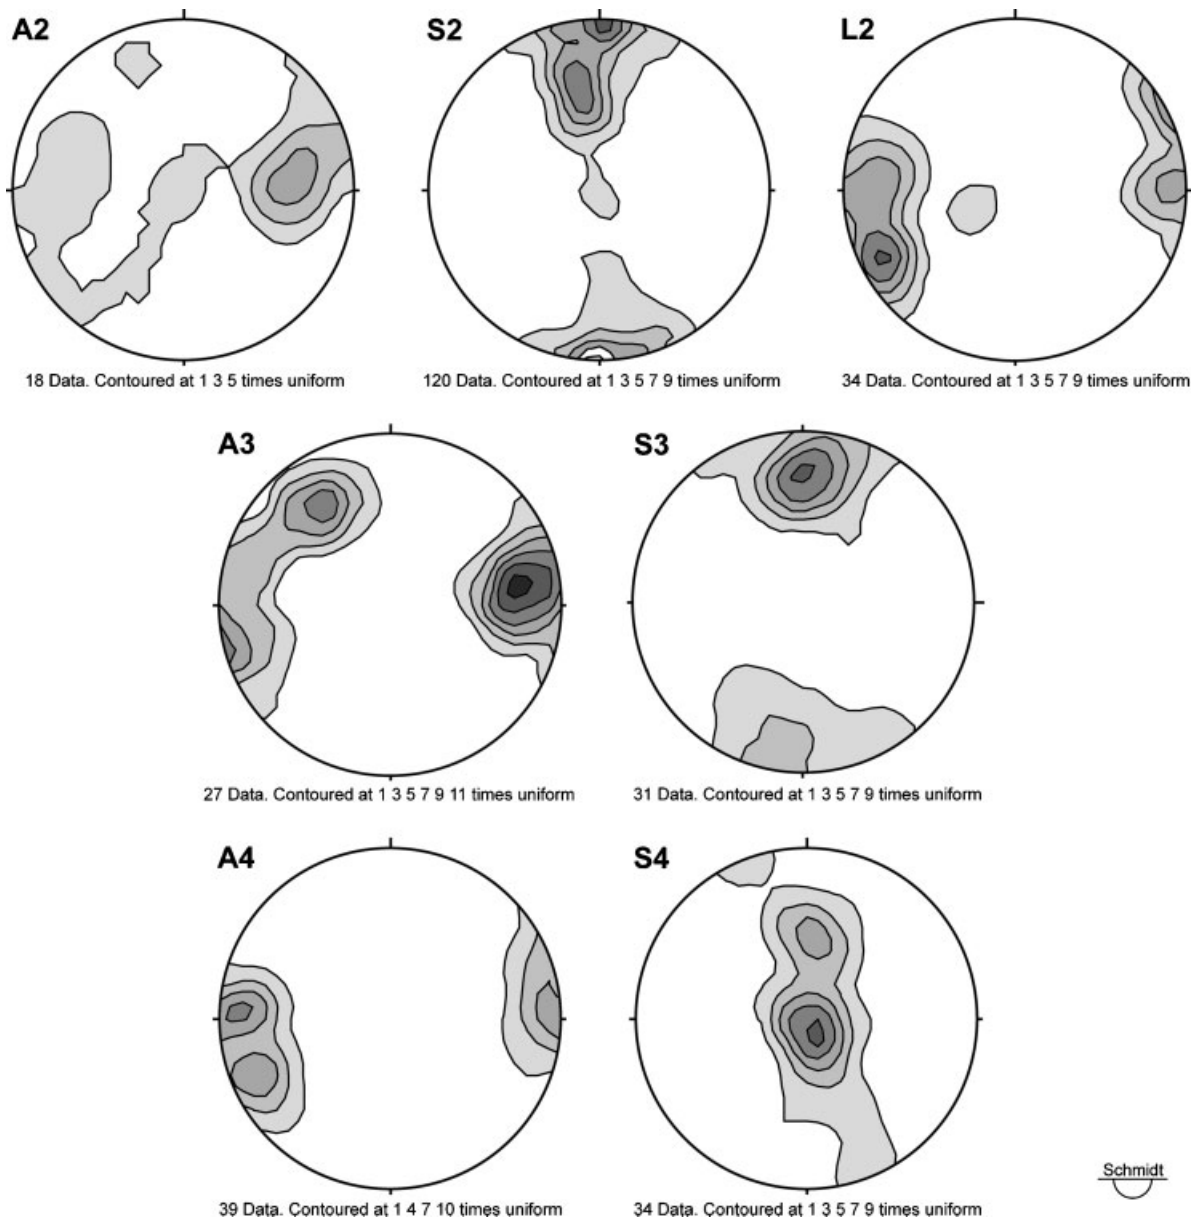 A2
S2
L2
18 Data. Contoured at 1 3 5 times uniform
120 Data. Contoured at 1 3 5 7 9 times uniform
34 Data. Contoured at 1 3 5 7 9 times uniform
A3
S3
27 Data. Contoured at 1 3 5 7 9 11 times uniform
31 Data. Contoured at 1 3 5 7 9 times uniform
A4
S4
Schmidt
39 Data. Contoured at 1 4 7 10 times uniform
34 Data. Contoured at 1 3 5 7 9 times uniform